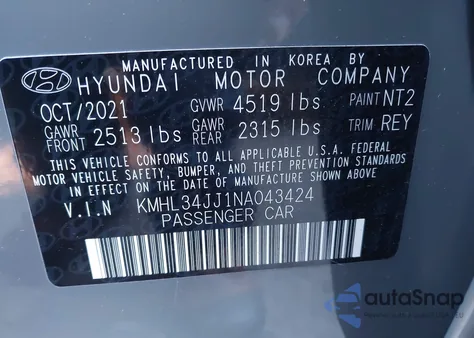 MANUFACTURED IN KOREA BY
HYUNDAI MOTOR COMPANY
OCT/2021 GVWR 4519 lbs PAINT NT2
GAWR FRONT 2513 lbs GAWR REAR 2315 lbs TRIM REY
THIS VEHICLE CONFORMS TO ALL APPLICABLE U.S.A. FEDERAL
MOTOR VEHICLE SAFETY, BUMPER, AND THEFT PREVENTION STANDARDS
IN EFFECT ON THE DATE OF MANUFACTURE SHOWN ABOVE.
V.I.N KMHL34JJ1NA043424
PASSENGER CAR
autoSnap